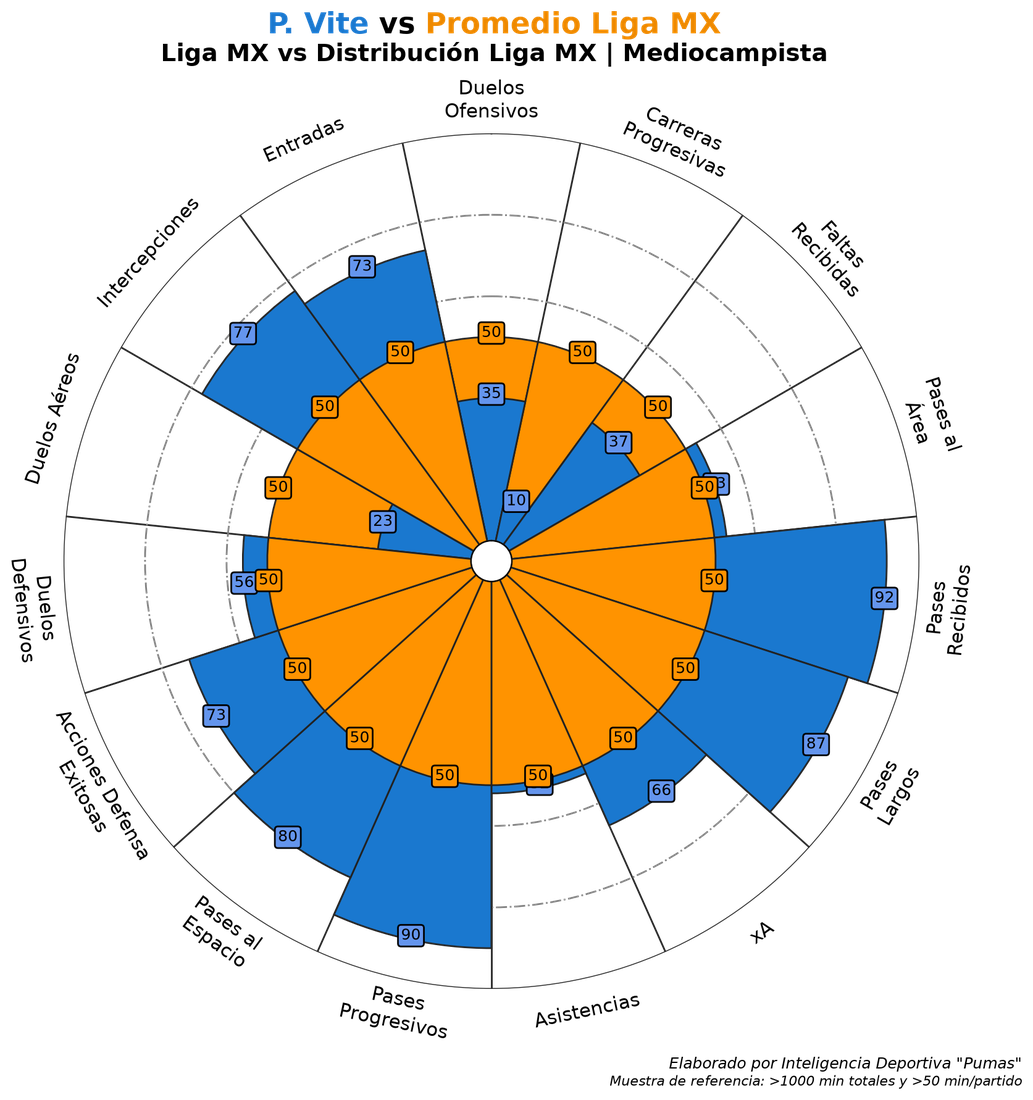 P. Vite vs Promedio Liga MX
Liga MX vs Distribución Liga MX | Mediocampista
Duelos
Ofensivos
Carreras
Progresivas
Faltas
Recibidas
Pases al
Área
Pases
Recibidos
Pases
Largos
xA
Asistencias
Pases
Progresivos
Pases al
Espacio
Acciones Defensa
Exitosas
Duelos
Defensivos
Duelos Aéreos
Intercepciones
Entradas
50
35
50
10
50
37
50
50
92
50
87
50
66
50
50
90
50
80
50
73
50
56
50
23
50
77
50
73
Elaborado por Inteligencia Deportiva "Pumas"
Muestra de referencia: >1000 min totales y >50 min/partido